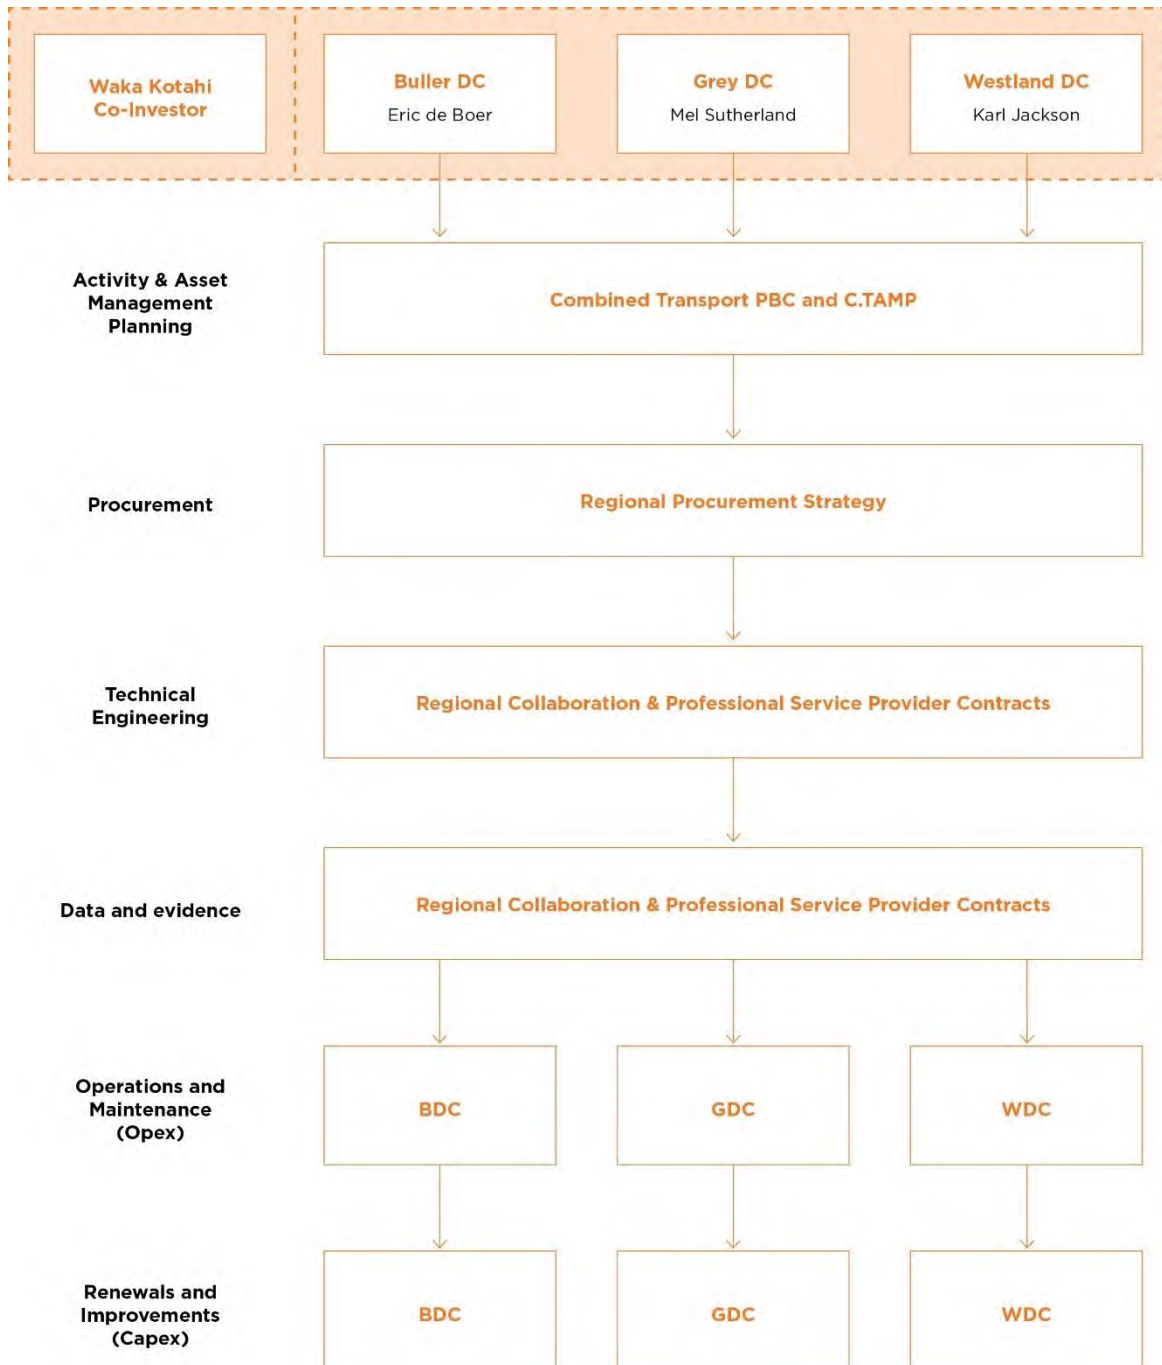 Waka Kotahi
Co-Investor
Buller DC
Eric de Boer
Grey DC
Mel Sutherland
Westland DC
Karl Jackson
Activity & Asset
Management
Planning
Combined Transport PBC and C.TAMP
Procurement
Regional Procurement Strategy
Technical
Engineering
Regional Collaboration & Professional Service Provider Contracts
Data and evidence
Regional Collaboration & Professional Service Provider Contracts
Operations and
Maintenance
(Opex)
BDC
GDC
WDC
Renewals and
Improvements
(Capex)
BDC
GDC
WDC